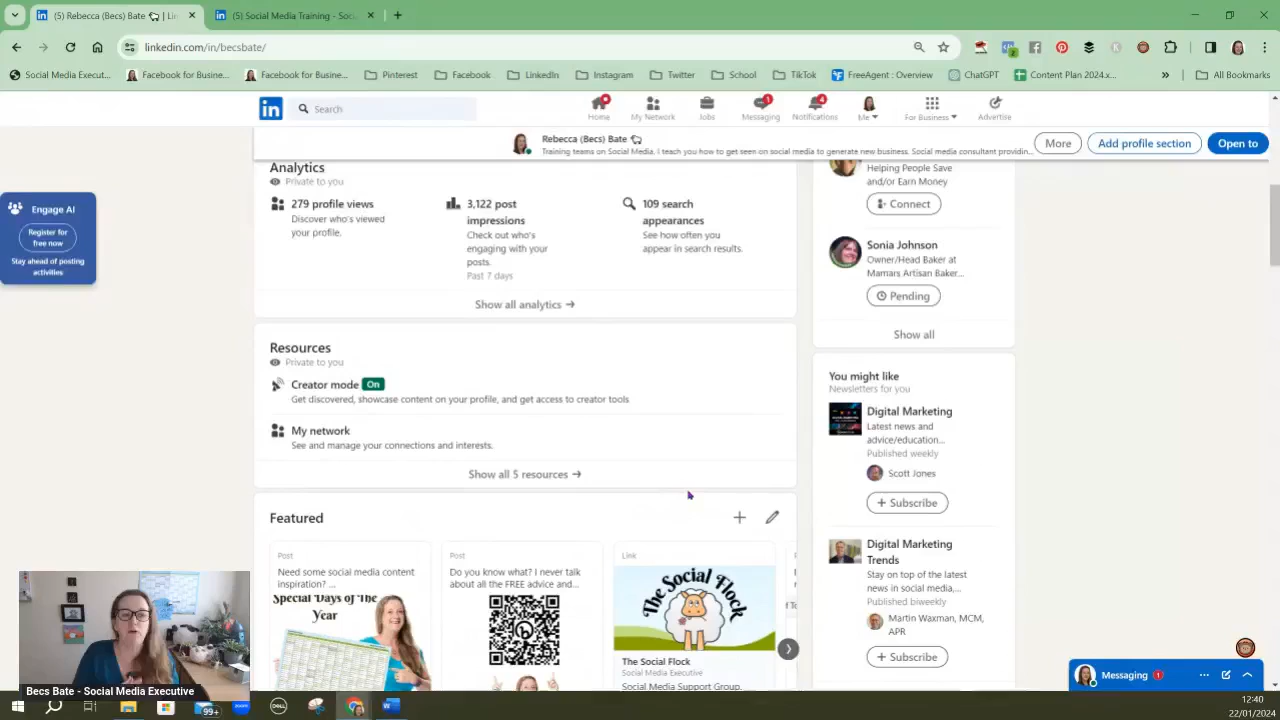 (5) Rebecca (Becs) Bate
(5) Social Media Training - Soc
linkedin.com/in/becsbate/
Social Media Execut...
Facebook for Busine...
Facebook for Busine...
Pinterest
Facebook
LinkedIn
Instagram
Twitter
School
TikTok
FreeAgent : Overview
ChatGPT
Content Plan 2024.x...
»
All Bookmarks
Search
Home
My Network
Jobs
1
Messaging
4
Notifications
Me
For Business
Advertise
Rebecca (Becs) Bate
Training teams on Social Media. I teach you how to get seen on social media to generate new business. Social media consultant providin...
More
Add profile section
Open to
Engage AI
Register for
free now
Stay ahead of posting
activities
Analytics
Private to you
279 profile views
Discover who's viewed
your profile.
3,122 post
impressions
Check out who's
engaging with your
posts.
Past 7 days
109 search
appearances
See how often you
appear in search results.
Show all analytics →
Resources
Private to you
Creator mode On
Get discovered, showcase content on your profile, and get access to creator tools
My network
See and manage your connections and interests.
Show all 5 resources →
Featured
Post
Need some social media content
inspiration? ...
Special Days Of The
Year
Post
Do you know what? I never talk
about all the FREE advice and...
Link
The Social Flock
The Social Flock
Social Media Executive
Social Media Support Group.
Helping People Save
and/or Earn Money
Connect
Sonia Johnson
Owner/Head Baker at
Mamars Artisan Baker...
Pending
Show all
You might like
Newsletters for you
Digital Marketing
Latest news and
advice/education...
Published weekly
Scott Jones
+ Subscribe
Digital Marketing
Trends
Stay on top of the latest
news in social media,...
Published biweekly
Martin Waxman, MCM,
APR
+ Subscribe
Messaging 1
Becs Bate - Social Media Executive
99+
zoom
DELL
12:40
22/01/2024